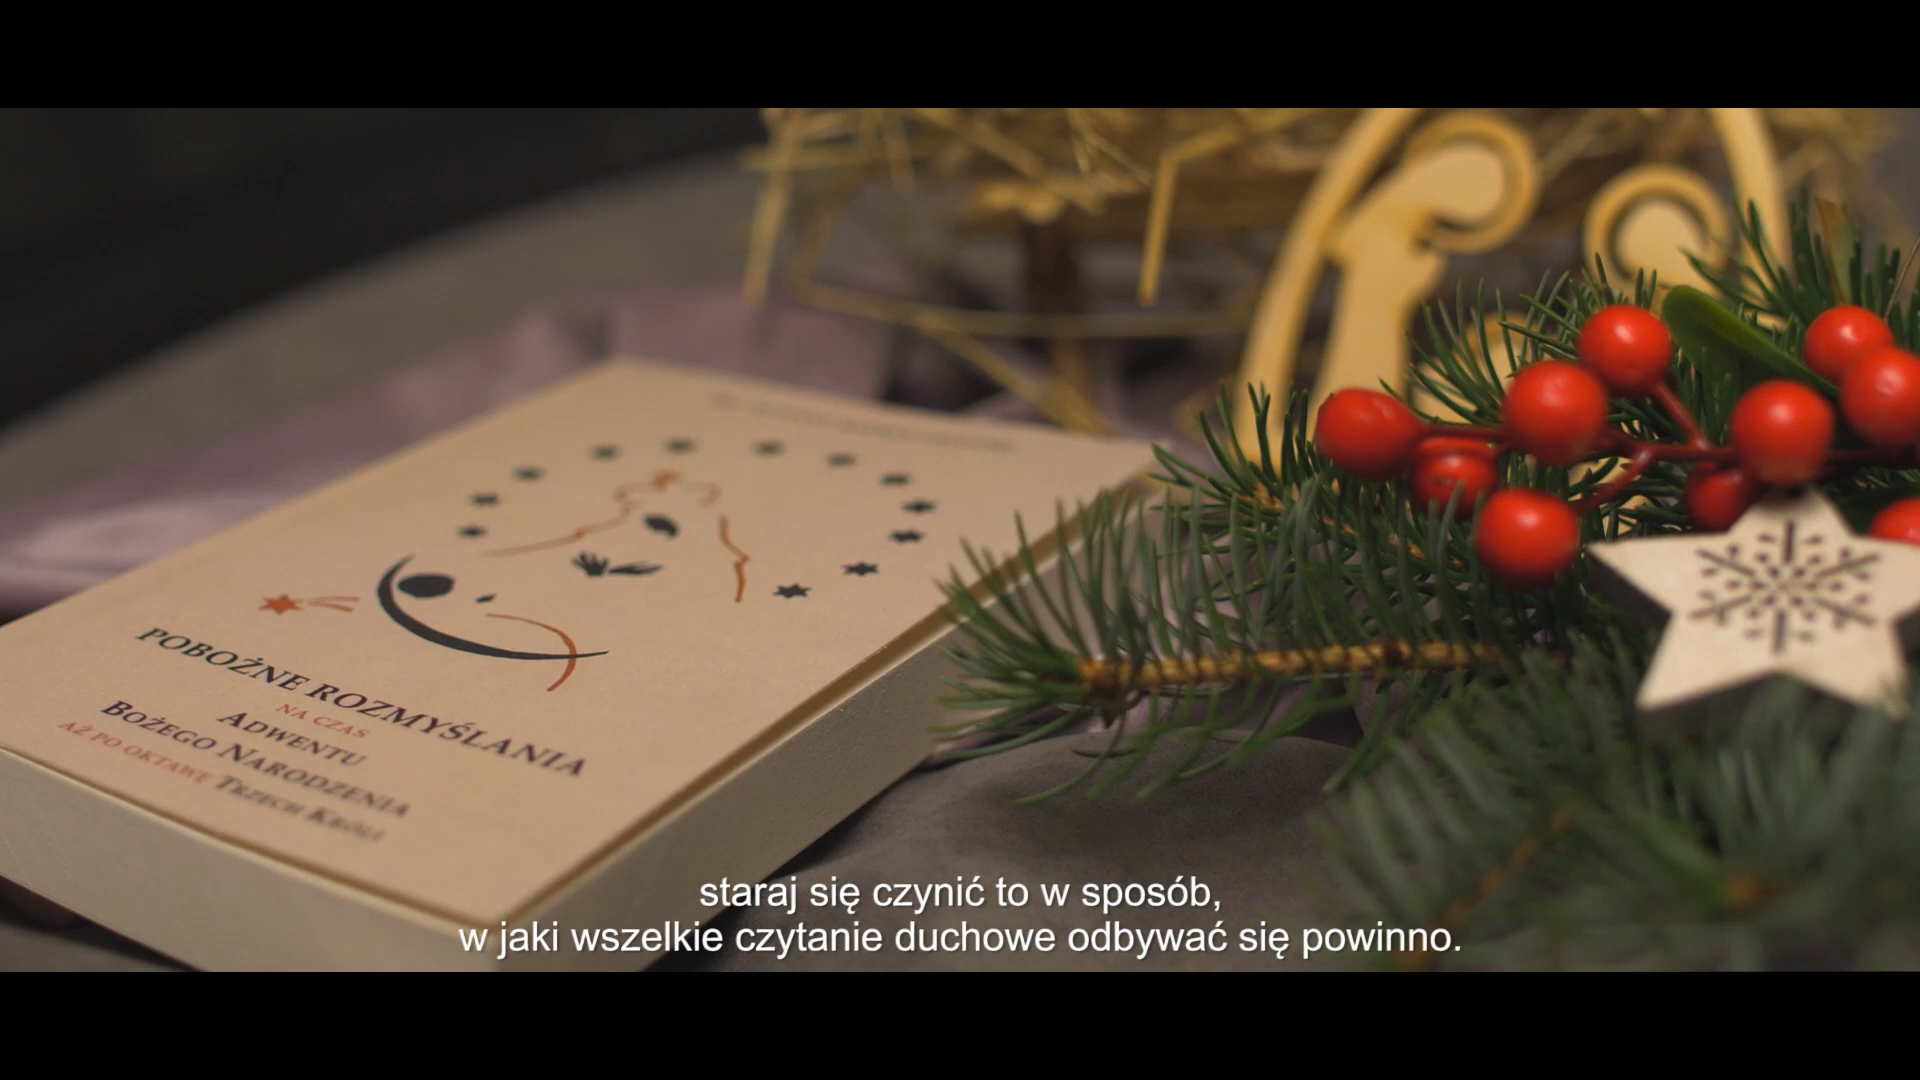 POBOŻNE ROZMYŚLANIA
NA CZAS
ADWENTU
BOŻEGO NARODZENIA
AŻ PO OKTAWĘ TRZECH KRÓLI
staraj się czynić to w sposób,
w jaki wszelkie czytanie duchowe odbywać się powinno.